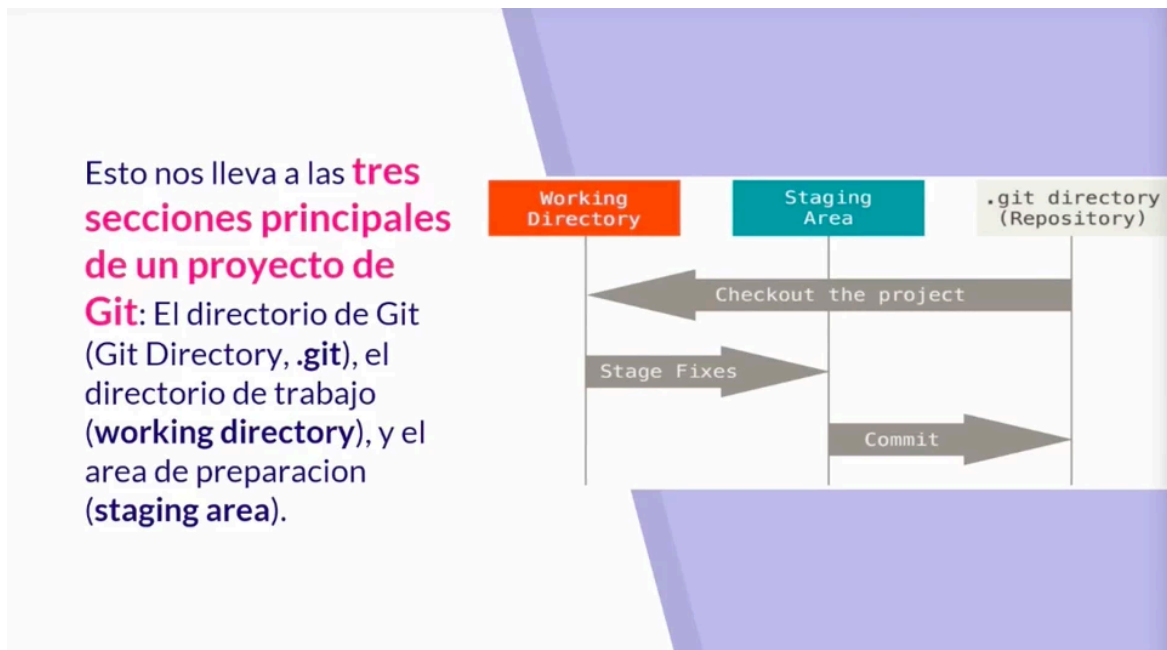 Esto nos lleva a las tres
secciones principales
de un proyecto de
Git: El directorio de Git
(Git Directory, .git), el
directorio de trabajo
(working directory), y el
area de preparacion
(staging area).
Working
Directory
Staging
Area
.git directory
(Repository)
Checkout the project
Stage Fixes
Commit